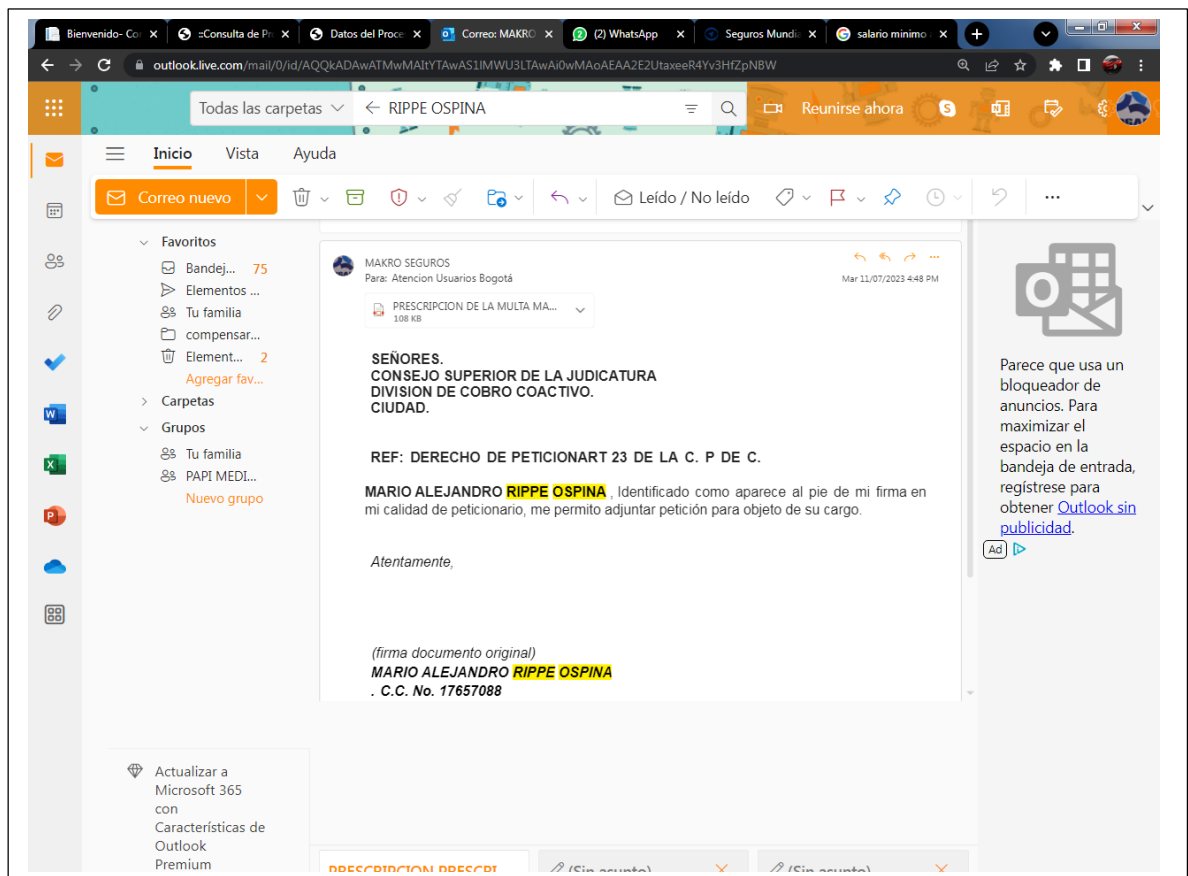 Bienvenido- Co
::Consulta de Pr
Datos del Proce
Correo: MAKRO
(2) WhatsApp
Seguros Mundia
salario minimo
outlook.live.com/mail/0/id/AQQkADAwATMwMAItYTAwAS1IMWU3LTAwAi0wMAoAEAA2E2UtaxeeR4Yv3HfZpNBW
Todas las carpetas
RIPPE OSPINA
Reunirse ahora
Inicio Vista Ayuda
Correo nuevo
Leído / No leído
Favoritos
Bandej... 75
Elementos ...
Tu familia
compensar...
Element... 2
Agregar fav...
Carpetas
Grupos
Tu familia
PAPI MEDI...
Nuevo grupo
MAKRO SEGUROS
Para: Atencion Usuarios Bogotá
Mar 11/07/2023 4:48 PM
PRESCRIPCION DE LA MULTA MA...
108 KB
SEÑORES.
CONSEJO SUPERIOR DE LA JUDICATURA
DIVISION DE COBRO COACTIVO.
CIUDAD.
REF: DERECHO DE PETICIONART 23 DE LA C. P DE C.
MARIO ALEJANDRO RIPPE OSPINA , Identificado como aparece al pie de mi firma en
mi calidad de peticionario, me permito adjuntar petición para objeto de su cargo.
Atentamente,
(firma documento original)
MARIO ALEJANDRO RIPPE OSPINA
. C.C. No. 17657088
Parece que usa un
bloqueador de
anuncios. Para
maximizar el
espacio en la
bandeja de entrada,
regístrese para
obtener Outlook sin
publicidad.
Ad
Actualizar a
Microsoft 365
con
Características de
Outlook
Premium
PRESCRIPCION PRESCRI
(Sin asunto)
(Sin asunto)